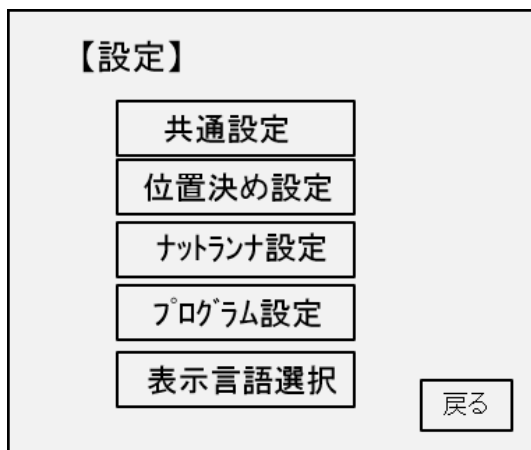 【設定】
共通設定
位置決め設定
ﾅｯﾄﾗﾝﾅ設定
ﾌﾟﾛｸﾞﾗﾑ設定
表示言語選択
戻る